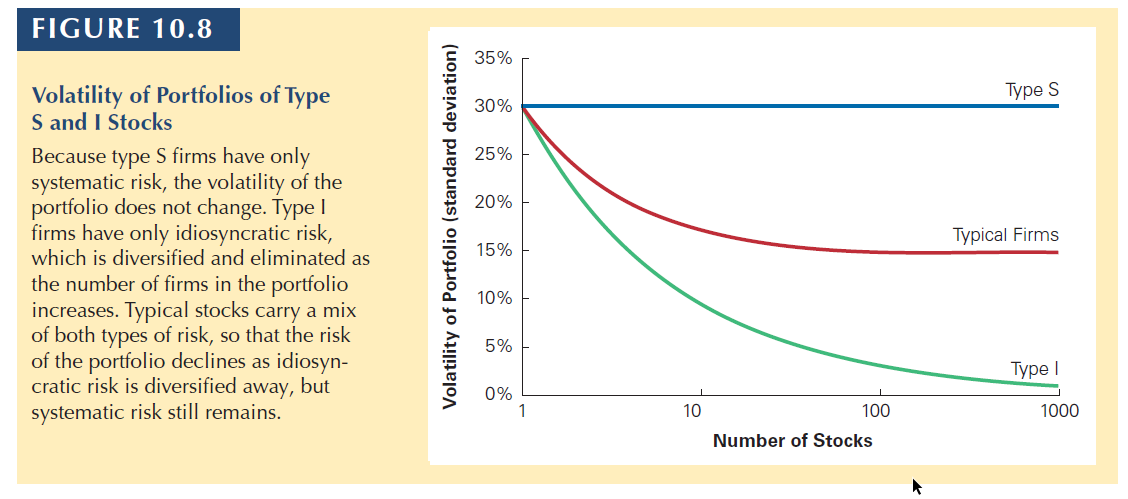 FIGURE 10.8
Volatility of Portfolios of Type
S and I Stocks
Because type S firms have only
systematic risk, the volatility of the
portfolio does not change. Type I
firms have only idiosyncratic risk,
which is diversified and eliminated as
the number of firms in the portfolio
increases. Typical stocks carry a mix
of both types of risk, so that the risk
of the portfolio declines as idiosyn-
cratic risk is diversified away, but
systematic risk still remains.
Volatility of Portfolio (standard deviation)
35%
30%
25%
20%
15%
10%
5%
0%
Type S
Typical Firms
Type I
1
10
100
1000
Number of Stocks